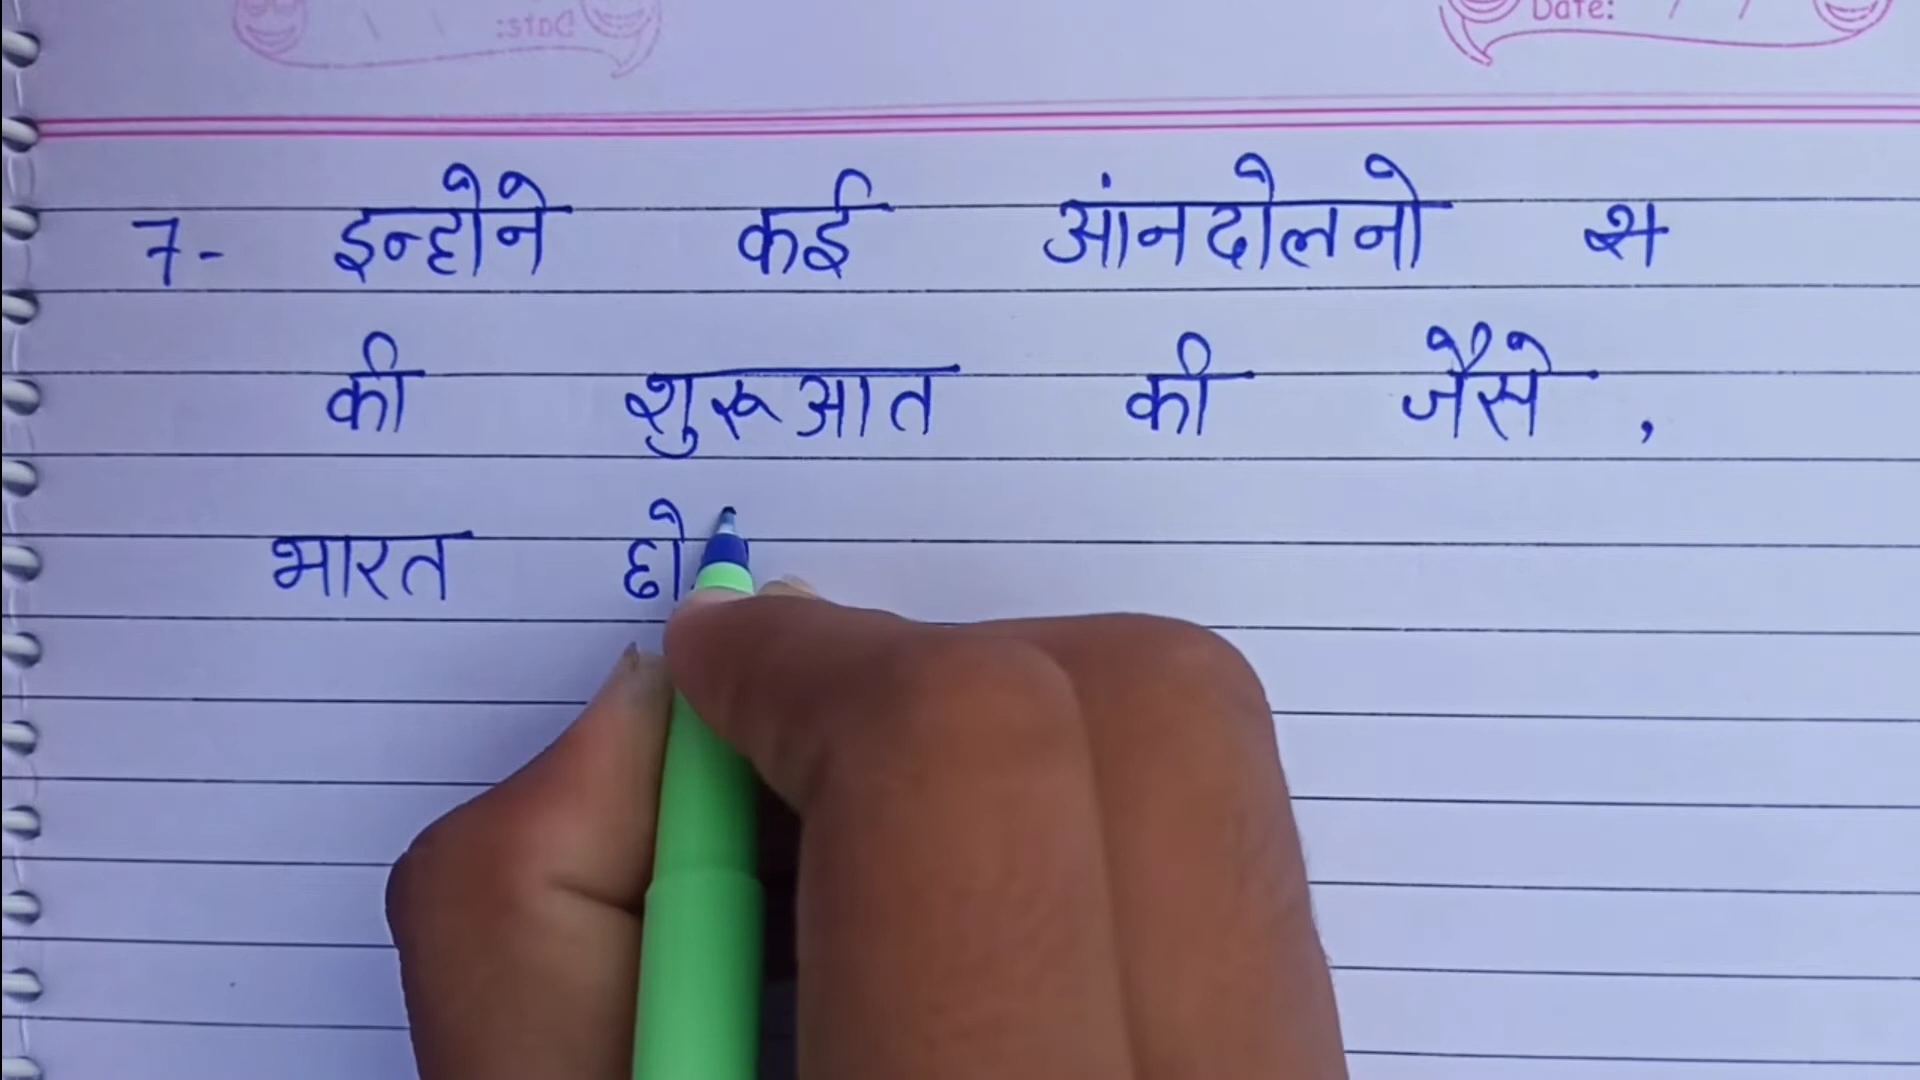 Date: / /
7- इन्होने कई आंनदोलनो श
की शुरूआत की जैसे ,
भारत छो